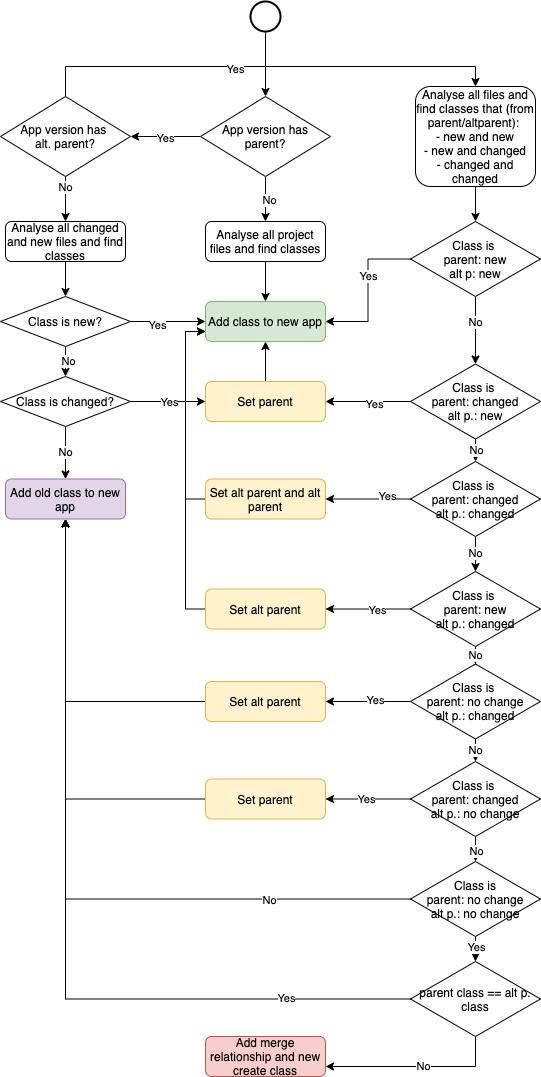 Yes
Analyse all files and
find classes that (from
parent/altparent):
- new and new
- new and changed
- changed and
changed
App version has
alt. parent?
Yes
App version has
parent?
No
No
Analyse all changed
and new files and find
classes
Analyse all project
files and find classes
Class is
parent: new
alt p: new
Yes
Class is new?
Yes
Add class to new app
No
No
Class is changed?
Yes
Set parent
Yes
Class is
parent: changed
alt p.: new
No
No
Add old class to new
app
Set alt parent and alt
parent
Yes
Class is
parent: changed
alt p.: changed
No
Set alt parent
Yes
Class is
parent: new
alt p.: changed
No
Set alt parent
Yes
Class is
parent: no change
alt p.: changed
No
Set parent
Yes
Class is
parent: changed
alt p.: no change
No
No
Class is
parent: no change
alt p.: no change
Yes
Yes
parent class == alt p.
class
Add merge
relationship and new
create class
No